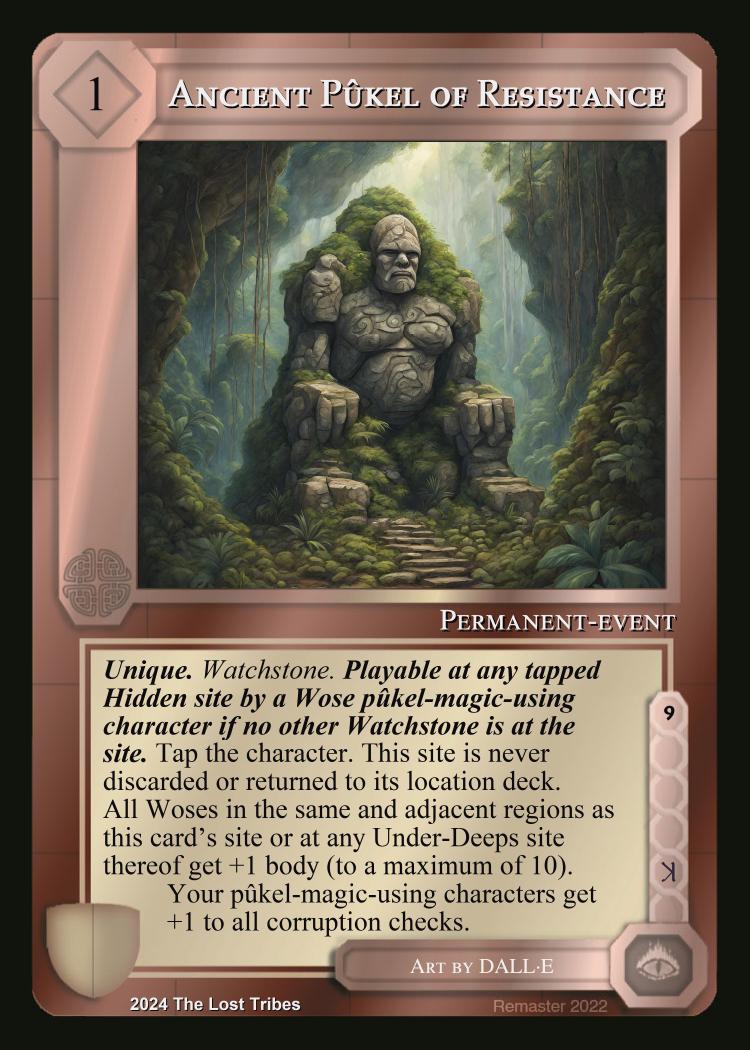 1
Ancient Pûkel of Resistance
Permanent-event
Unique. Watchstone. Playable at any tapped
Hidden site by a Wose pûkel-magic-using
character if no other Watchstone is at the
site. Tap the character. This site is never
discarded or returned to its location deck.
All Woses in the same and adjacent regions as
this card's site or at any Under-Deeps site
thereof get +1 body (to a maximum of 10).
Your pûkel-magic-using characters get
+1 to all corruption checks.
9
Art by DALL·E
2024 The Lost Tribes
Remaster 2022